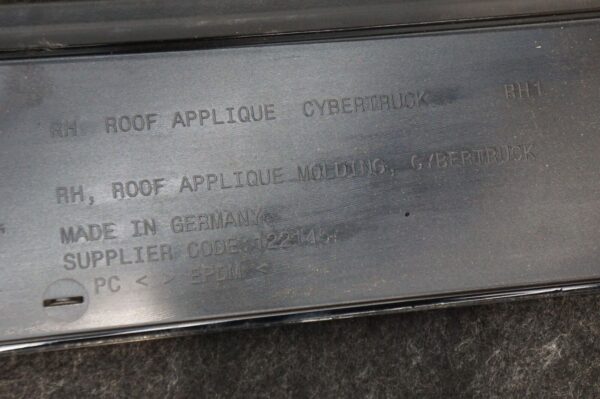 RH ROOF APPLIQUE CYBERTRUCK RH1
RH, ROOF APPLIQUE MOLDING, CYBERTRUCK
MADE IN GERMANY
SUPPLIER CODE:
PC < > EPDM <